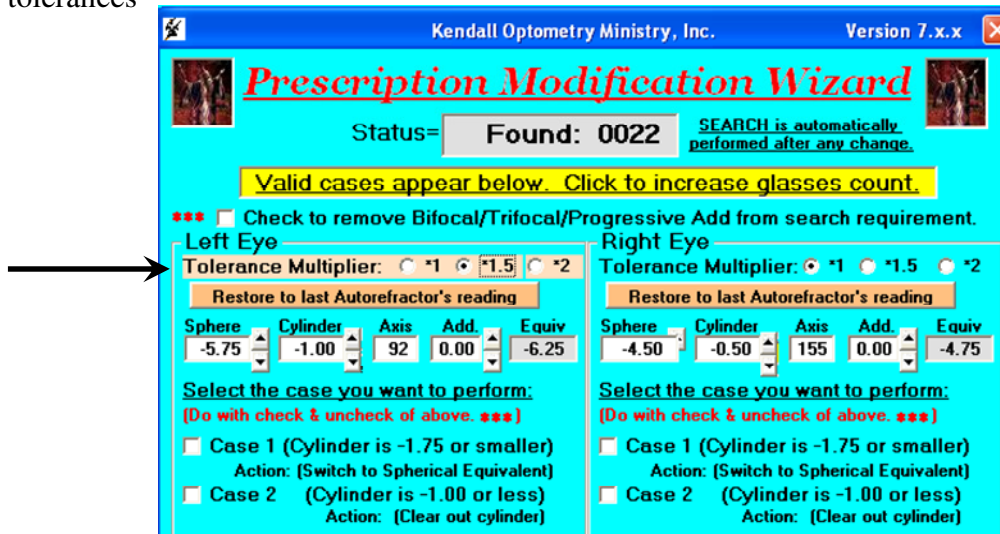 tolerances
Kendall Optometry Ministry, Inc. Version 7.x.x
Prescription Modification Wizard
Status= Found: 0022 SEARCH is automatically
performed after any change.
Valid cases appear below. Click to increase glasses count.
*** Check to remove Bifocal/Trifocal/Progressive Add from search requirement.
Left Eye
Tolerance Multiplier: *1 *1.5 *2
Restore to last Autorefractor's reading
Sphere Cylinder Axis Add. Equiv
-5.75 -1.00 92 0.00 -6.25
Select the case you want to perform:
(Do with check & uncheck of above. ***)
Case 1 (Cylinder is -1.75 or smaller)
Action: (Switch to Spherical Equivalent)
Case 2 (Cylinder is -1.00 or less)
Action: (Clear out cylinder)
Right Eye
Tolerance Multiplier: *1 *1.5 *2
Restore to last Autorefractor's reading
Sphere Cylinder Axis Add. Equiv
-4.50 -0.50 155 0.00 -4.75
Select the case you want to perform:
(Do with check & uncheck of above. ***)
Case 1 (Cylinder is -1.75 or smaller)
Action: (Switch to Spherical Equivalent)
Case 2 (Cylinder is -1.00 or less)
Action: (Clear out cylinder)